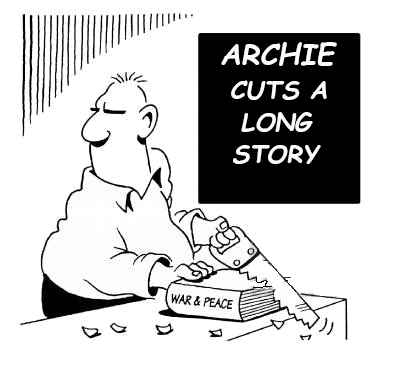 ARCHIE
CUTS A
LONG
STORY
WAR & PEACE